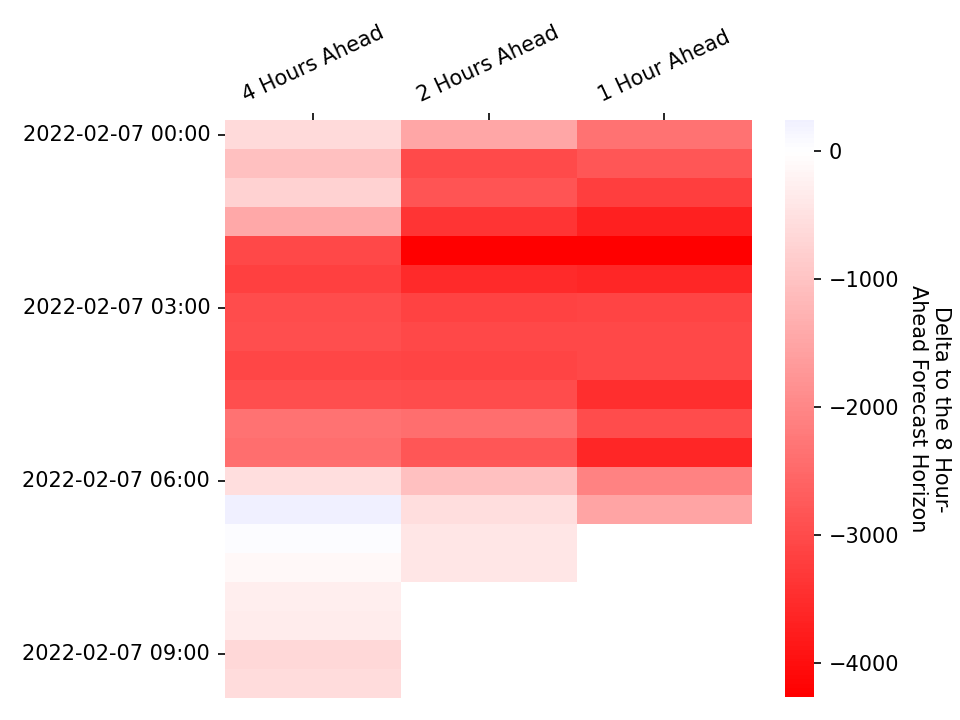 4 Hours Ahead
2 Hours Ahead
1 Hour Ahead
2022-02-07 00:00
2022-02-07 03:00
2022-02-07 06:00
2022-02-07 09:00
0
−1000
−2000
−3000
−4000
Delta to the 8 Hour-
Ahead Forecast Horizon